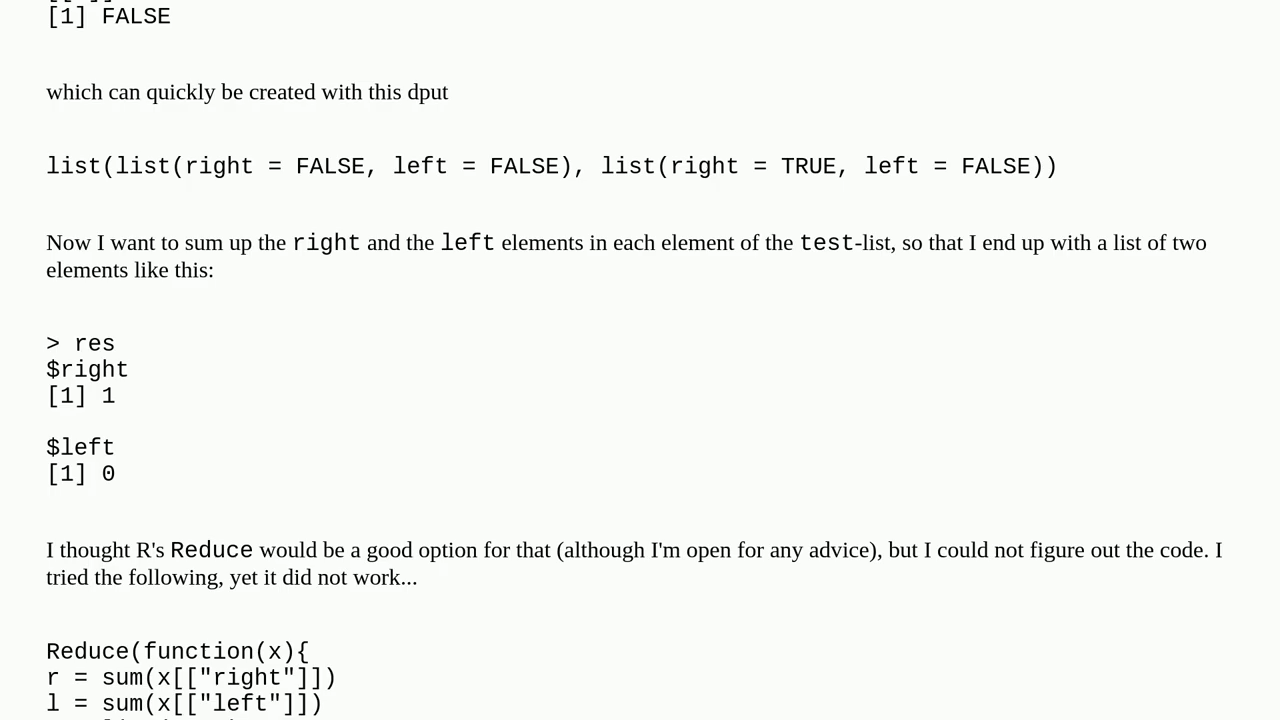 [1] FALSE
which can quickly be created with this dput
list(list(right = FALSE, left = FALSE), list(right = TRUE, left = FALSE))
Now I want to sum up the right and the left elements in each element of the test-list, so that I end up with a list of two
elements like this:
> res
$right
[1] 1
$left
[1] 0
I thought R's Reduce would be a good option for that (although I'm open for any advice), but I could not figure out the code. I
tried the following, yet it did not work...
Reduce(function(x){
r = sum(x[["right"]])
l = sum(x[["left"]])